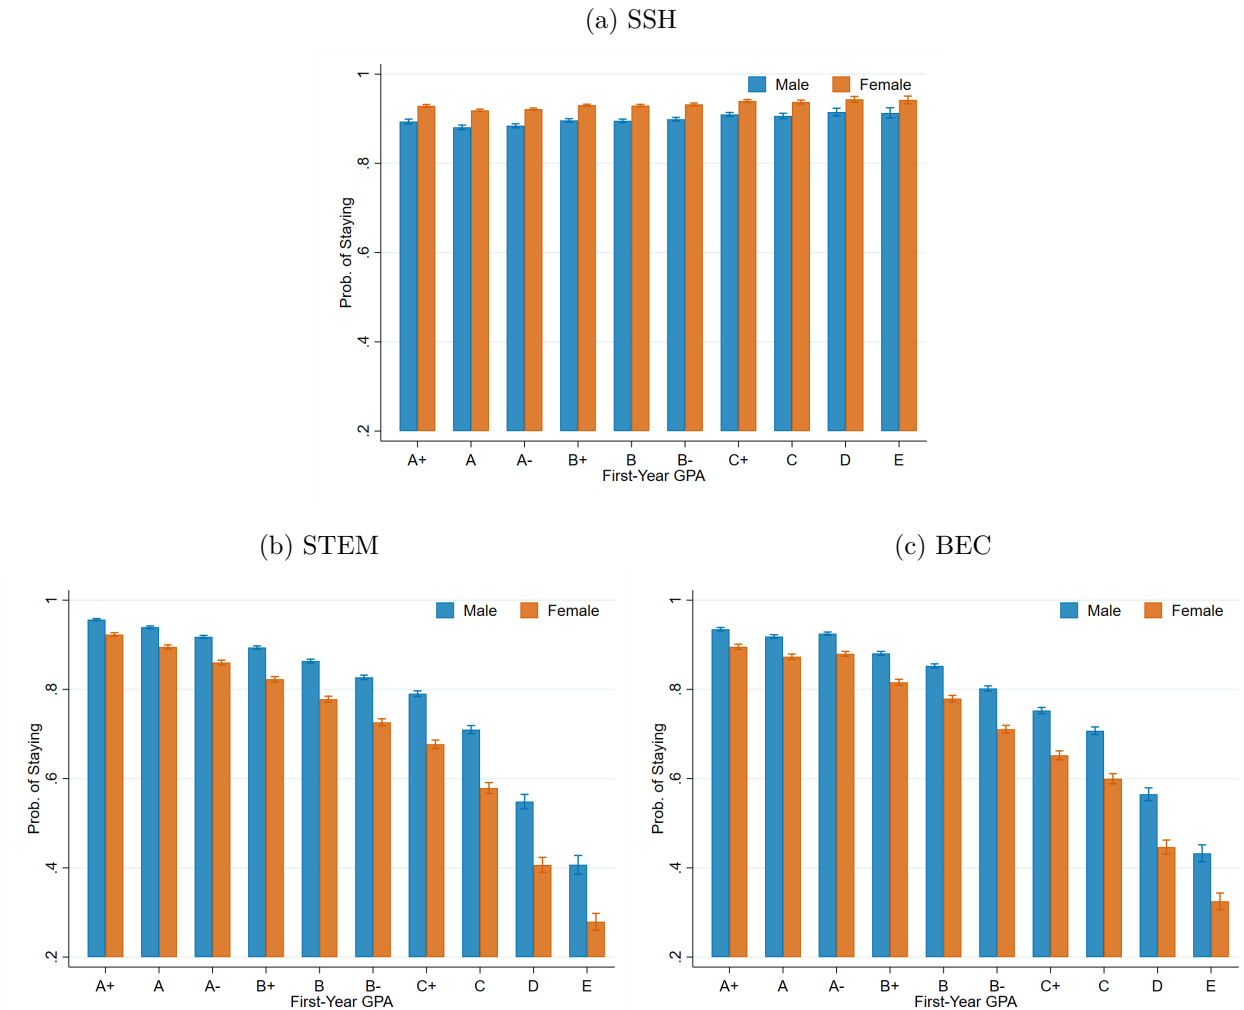 (a) SSH
Male Female
1
.8
.6
.4
.2
Prob. of Staying
A+ A A- B+ B B- C+ C D E
First-Year GPA
(b) STEM
Male Female
1
.8
.6
.4
.2
Prob. of Staying
A+ A A- B+ B B- C+ C D E
First-Year GPA
(c) BEC
Male Female
1
.8
.6
.4
.2
Prob. of Staying
A+ A A- B+ B B- C+ C D E
First-Year GPA